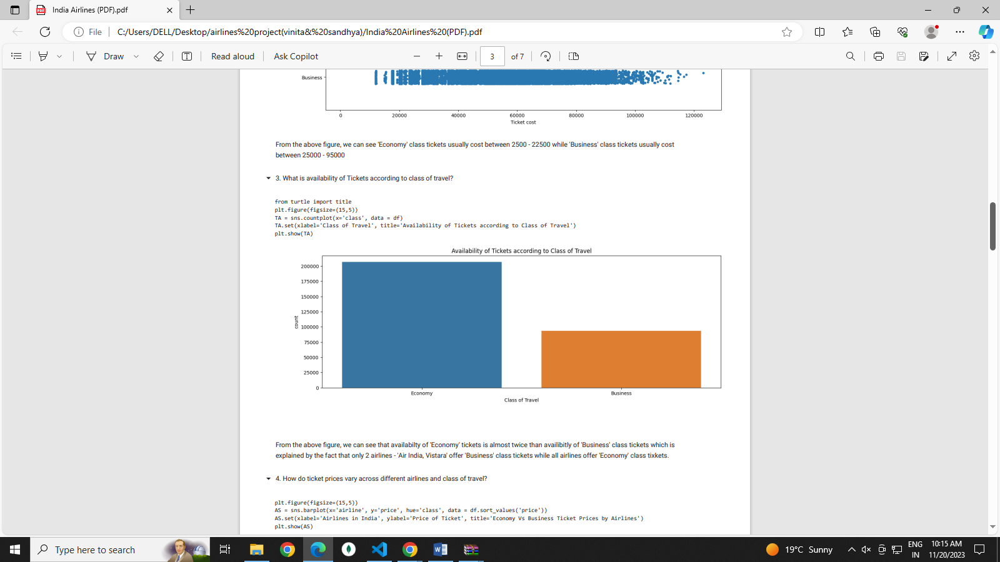 India Airlines (PDF).pdf
File
C:/Users/DELL/Desktop/airlines%20project(vinita&%20sandhya)/India%20Airlines%20(PDF).pdf
Draw
Read aloud
Ask Copilot
3
of 7
Business
0 20000 40000 60000 80000 100000 120000
Ticket cost
From the above figure, we can see 'Economy' class tickets usually cost between 2500 - 22500 while 'Business' class tickets usually cost
between 25000 - 95000
3. What is availability of Tickets according to class of travel?
from turtle import title
plt.figure(figsize=(15,5))
TA = sns.countplot(x='class', data = df)
TA.set(xlabel='Class of Travel', title='Availability of Tickets according to Class of Travel')
plt.show(TA)
Availability of Tickets according to Class of Travel
200000
175000
150000
125000
100000
75000
50000
25000
0
count
Economy
Business
Class of Travel
From the above figure, we can see that availabilty of 'Economy' tickets is almost twice than availibitly of 'Business' class tickets which is
explained by the fact that only 2 airlines - 'Air India, Vistara' offer 'Business' class tickets while all airlines offer 'Economy' class tixkets.
4. How do ticket prices vary across different airlines and class of travel?
plt.figure(figsize=(15,5))
AS = sns.barplot(x='airline', y='price', hue='class', data = df.sort_values('price'))
AS.set(xlabel='Airlines in India', ylabel='Price of Ticket', title='Economy Vs Business Ticket Prices by Airlines')
plt.show(AS)
Type here to search
19°C Sunny
ENG
IN
10:15 AM
11/20/2023